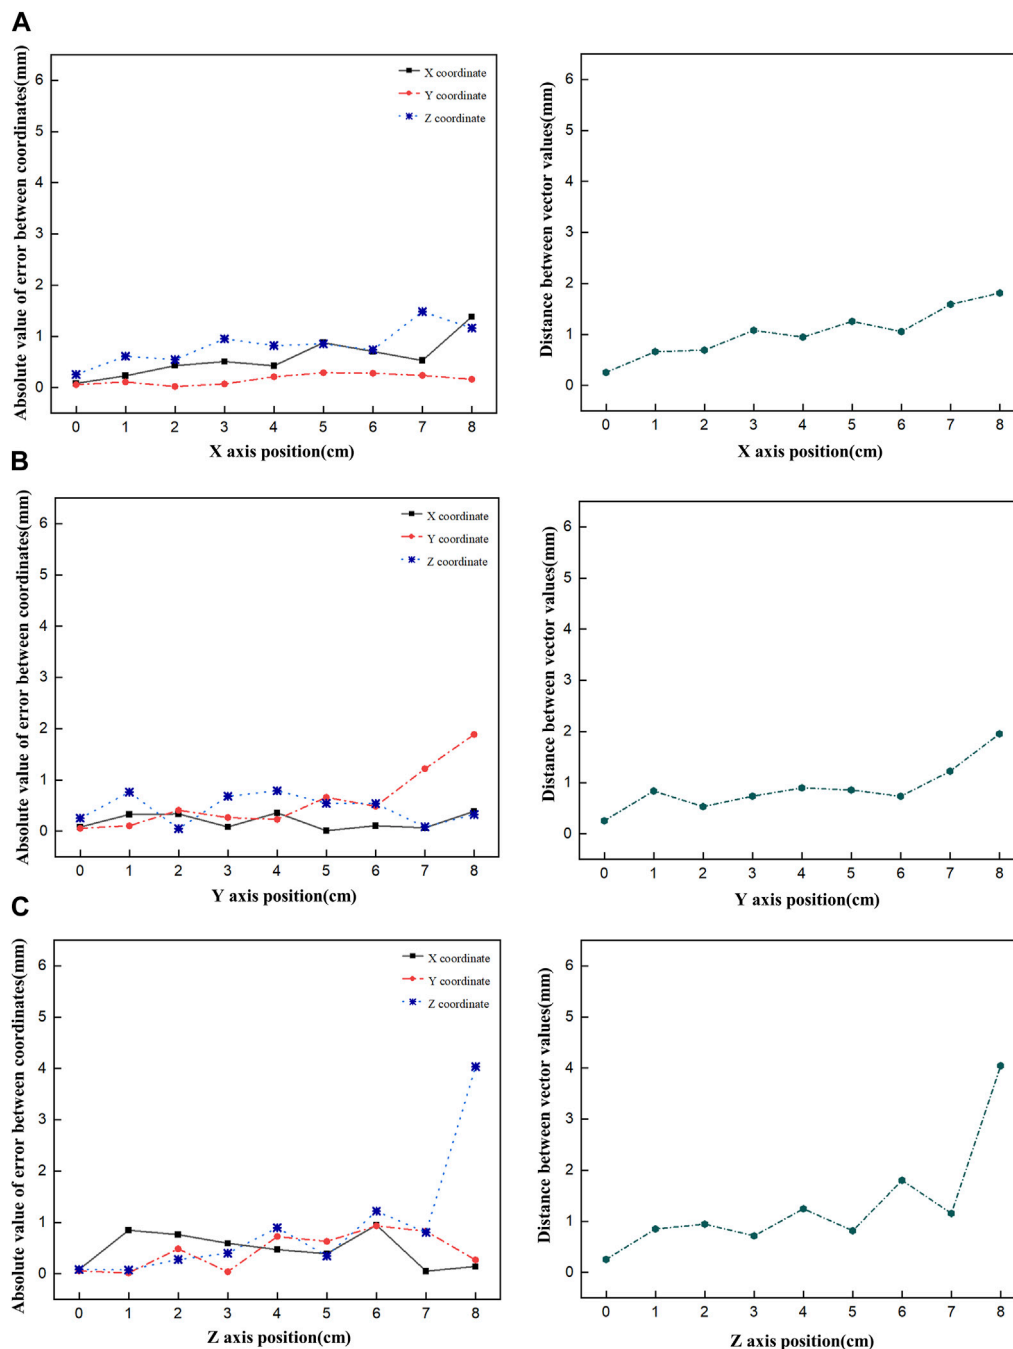 A
Absolute value of error between coordinates(mm)
6
5
4
3
2
1
0
X coordinate
Y coordinate
Z coordinate
0 1 2 3 4 5 6 7 8
X axis position(cm)
Distance between vector values(mm)
6
5
4
3
2
1
0
0 1 2 3 4 5 6 7 8
X axis position(cm)
B
Absolute value of error between coordinates(mm)
6
5
4
3
2
1
0
X coordinate
Y coordinate
Z coordinate
0 1 2 3 4 5 6 7 8
Y axis position(cm)
Distance between vector values(mm)
6
5
4
3
2
1
0
0 1 2 3 4 5 6 7 8
Y axis position(cm)
C
Absolute value of error between coordinates(mm)
6
5
4
3
2
1
0
X coordinate
Y coordinate
Z coordinate
0 1 2 3 4 5 6 7 8
Z axis position(cm)
Distance between vector values(mm)
6
5
4
3
2
1
0
0 1 2 3 4 5 6 7 8
Z axis position(cm)